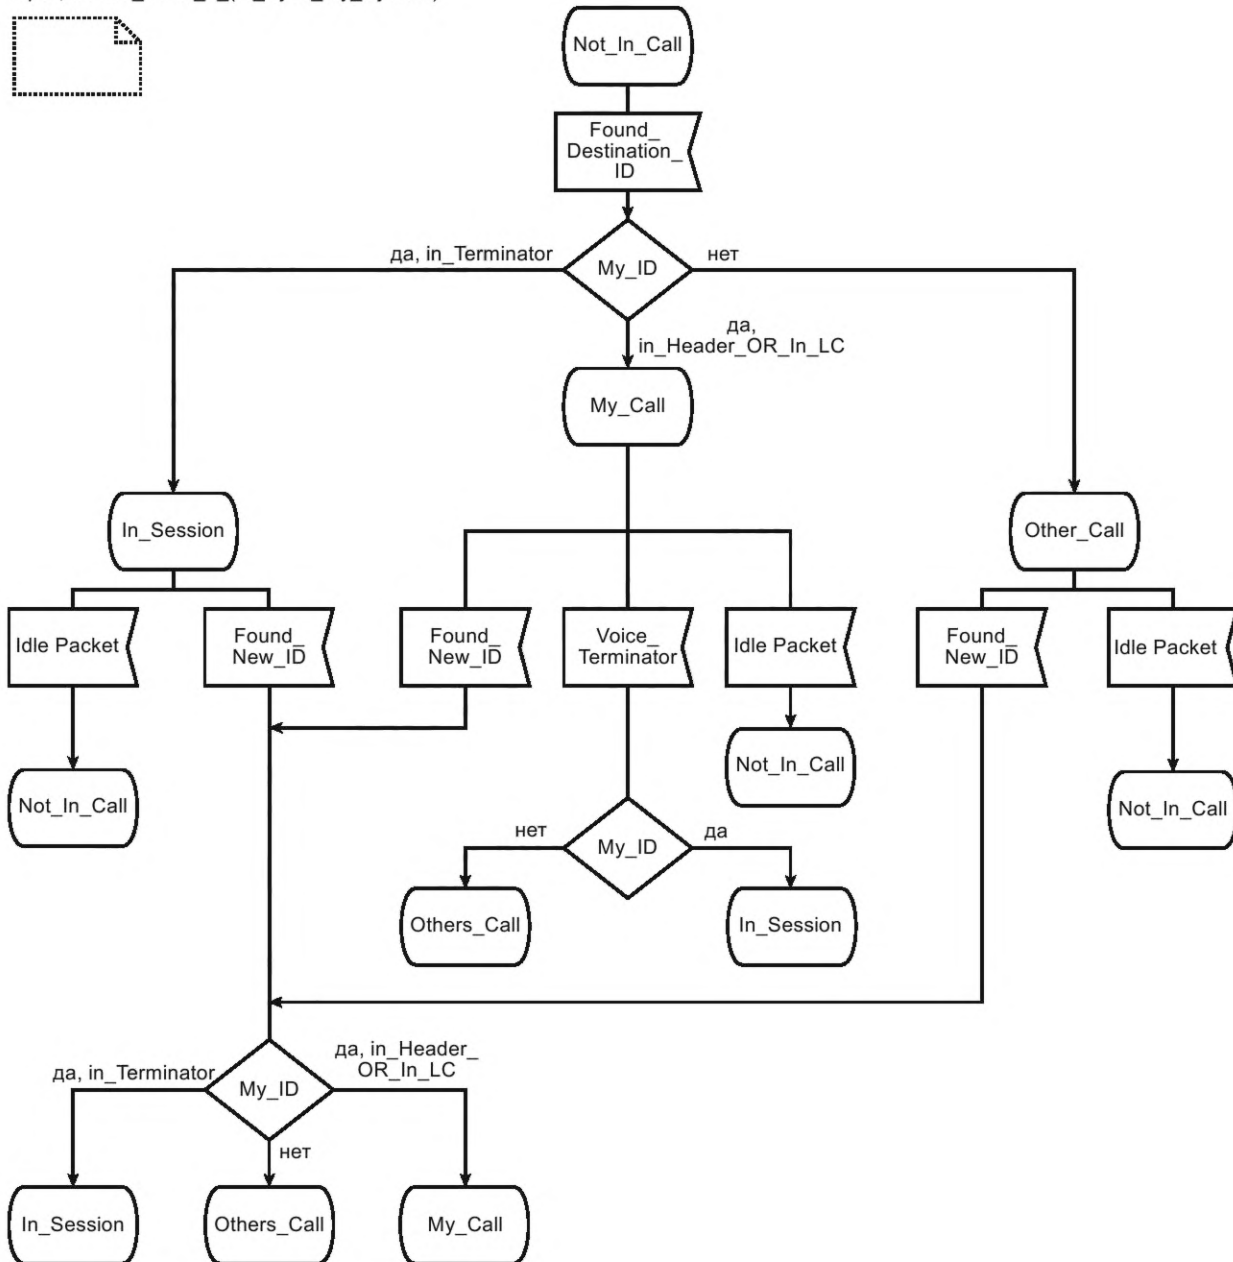 Not_In_Call
Found_
Destination_
ID
да, in_Terminator
My_ID
нет
да,
in_Header_OR_In_LC
My_Call
In_Session
Other_Call
Idle Packet
Found_
New_ID
Found_
New_ID
Voice_
Terminator
Idle Packet
Found_
New_ID
Idle Packet
Not_In_Call
Not_In_Call
Not_In_Call
нет
My_ID
да
Others_Call
In_Session
да, in_Terminator
My_ID
да, in_Header_
OR_In_LC
нет
In_Session
Others_Call
My_Call